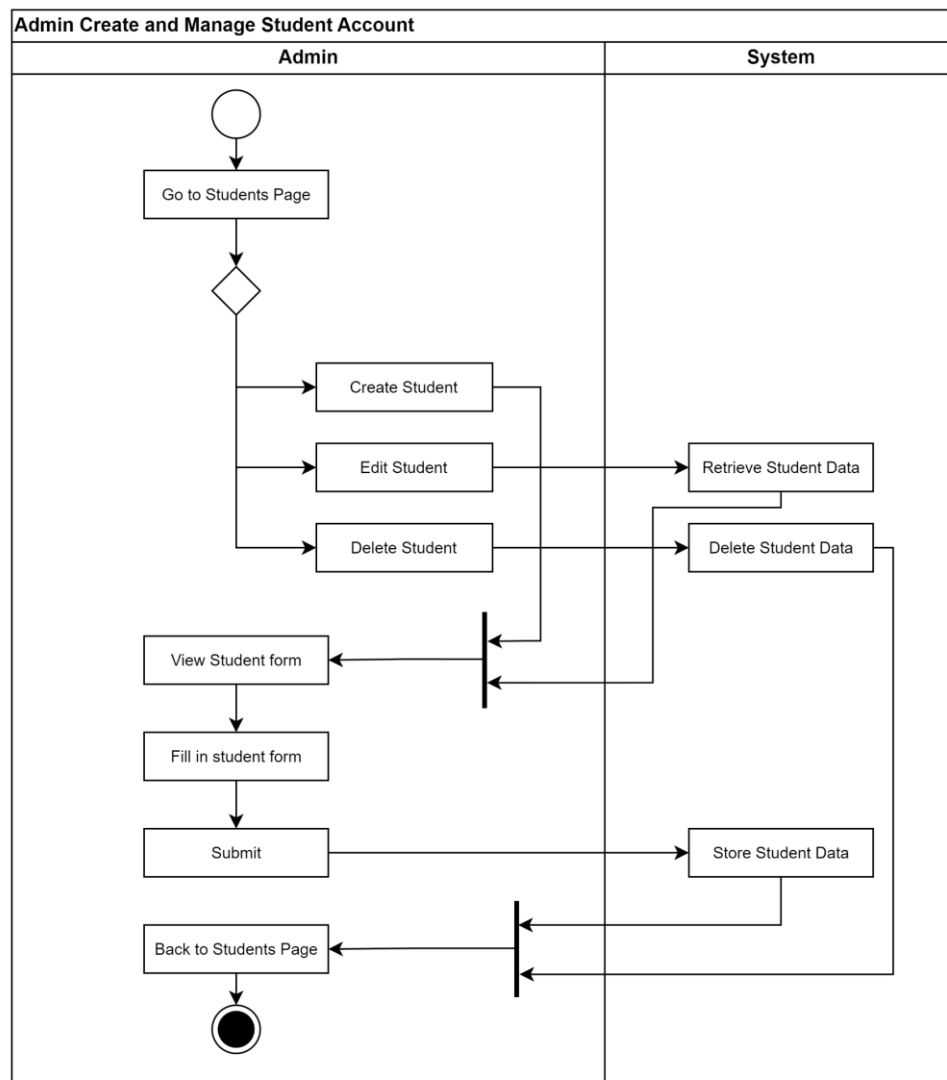 Admin Create and Manage Student Account
Admin
System
Go to Students Page
Create Student
Edit Student
Retrieve Student Data
Delete Student
Delete Student Data
View Student form
Fill in student form
Submit
Store Student Data
Back to Students Page